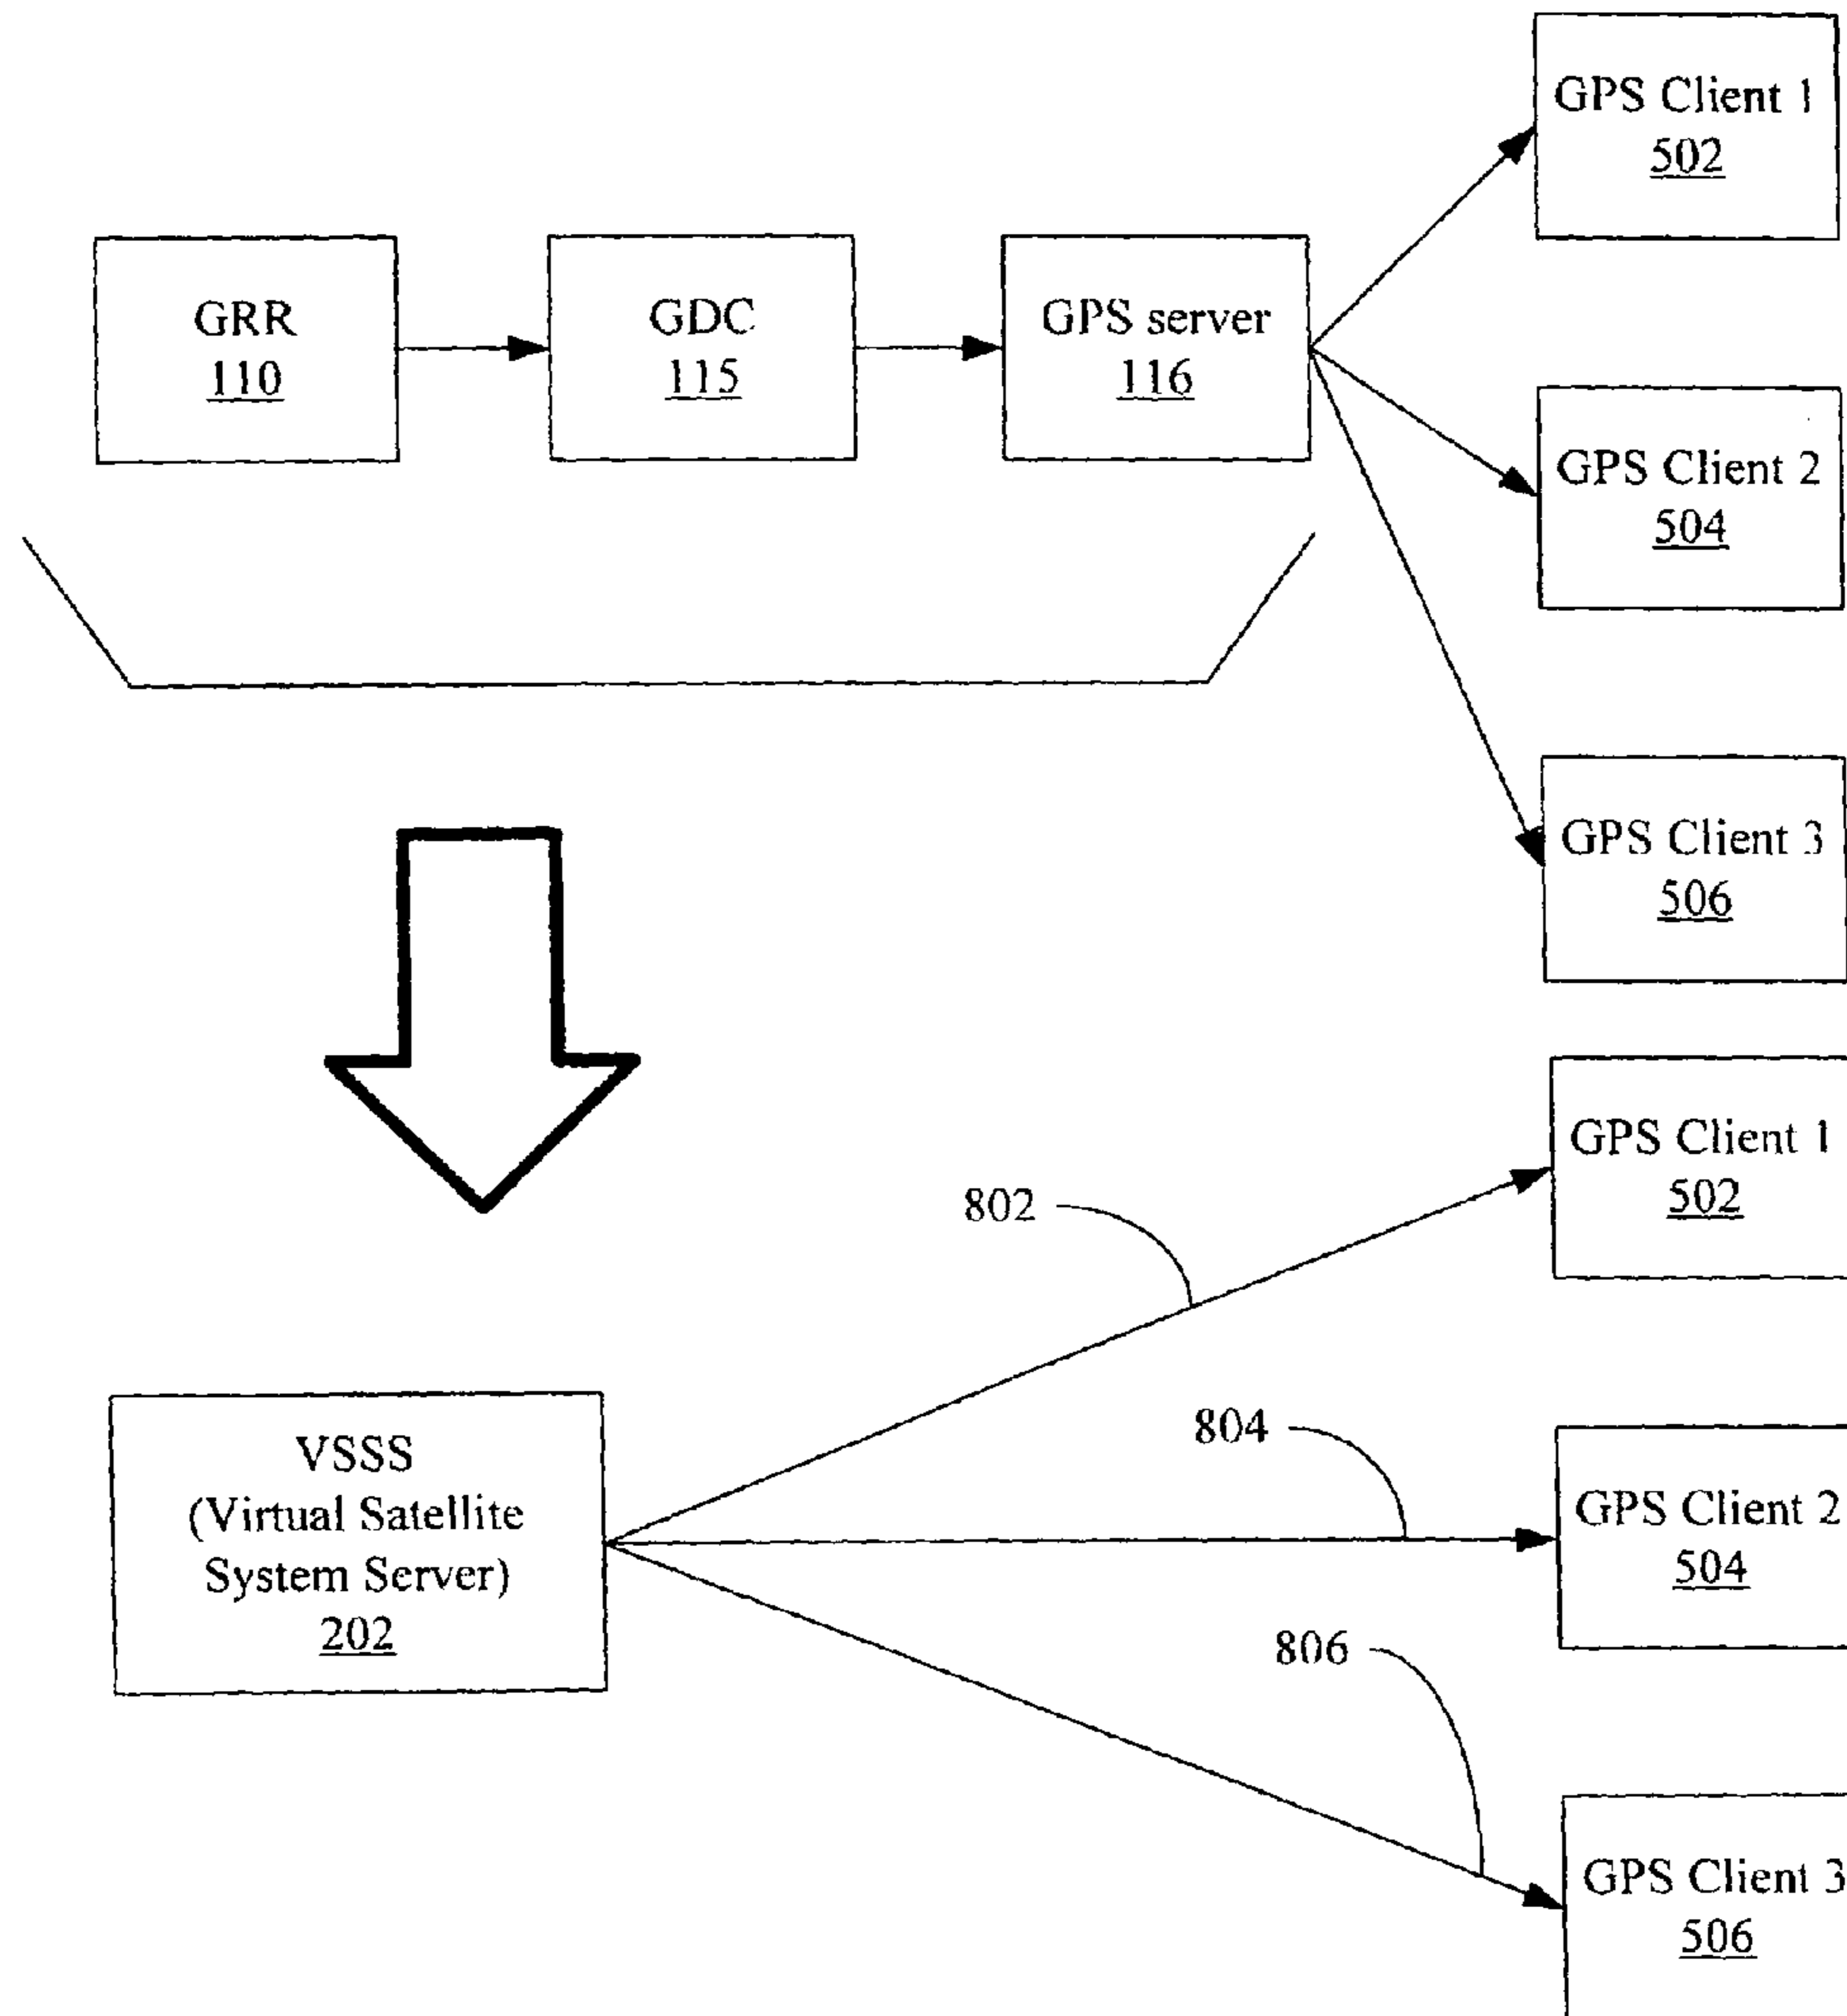 GPS Client 1
502
GRR
110
GDC
115
GPS server
116
GPS Client 2
504
GPS Client 3
506
GPS Client 1
502
802
804
VSSS
(Virtual Satellite
System Server)
202
GPS Client 2
504
806
GPS Client 3
506